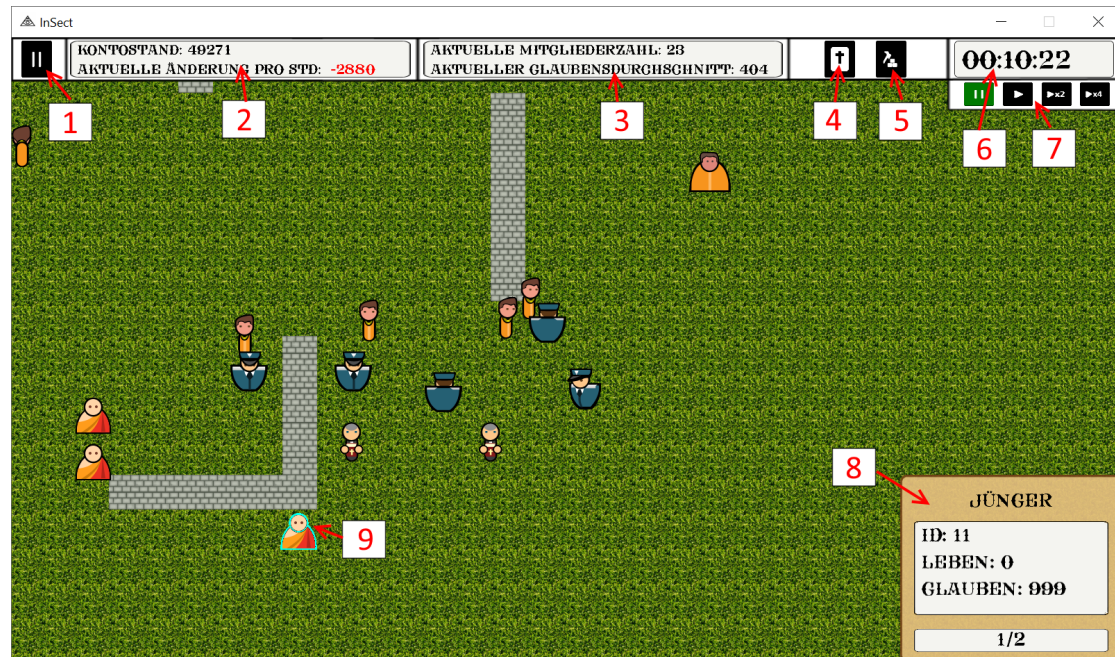 InSect
KONTOSTAND: 49271
AKTUELLE ÄNDERUNG PRO STD: -2880
AKTUELLE MITGLIEDERZAHL: 23
AKTUELLER GLAUBENSDURCHSCHNITT: 404
00:10:22
x2
x4
1
2
3
4
5
6
7
8
JÜNGER
ID: 11
LEBEN: 0
GLAUBEN: 999
1/2
9